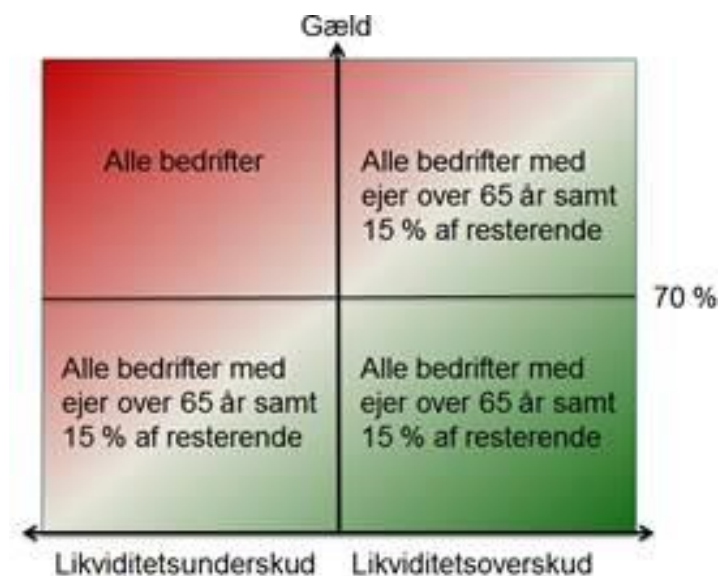 Gæld
Alle bedrifter
Alle bedrifter med
ejer over 65 år samt
15 % af resterende
70 %
Alle bedrifter med
ejer over 65 år samt
15 % af resterende
Alle bedrifter med
ejer over 65 år samt
15 % af resterende
Likviditetsunderskud
Likviditetsoverskud